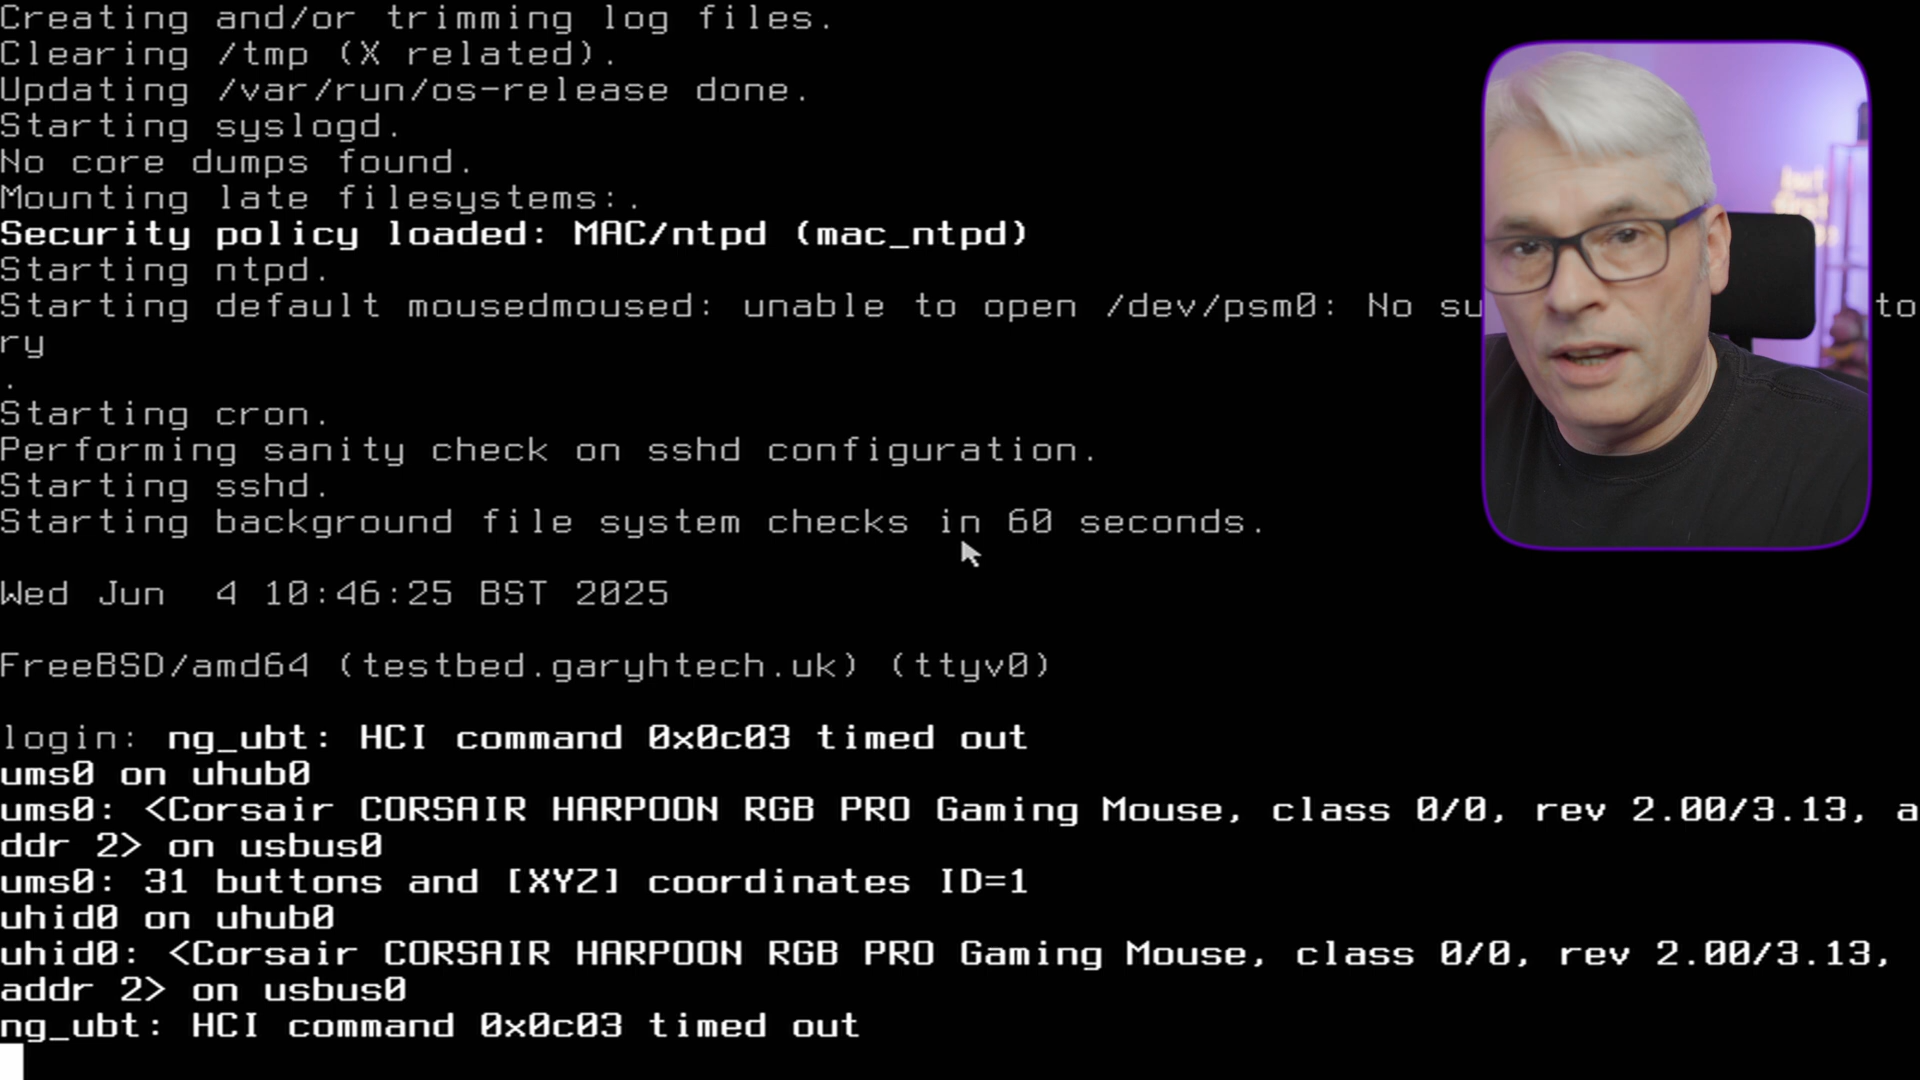 Creating and/or trimming log files.
Clearing /tmp (X related).
Updating /var/run/os-release done.
Starting syslogd.
No core dumps found.
Mounting late filesystems:.
Security policy loaded: MAC/ntpd (mac_ntpd)
Starting ntpd.
Starting default mousedmoused: unable to open /dev/psm0: No su to
ry
.
Starting cron.
Performing sanity check on sshd configuration.
Starting sshd.
Starting background file system checks in 60 seconds.
Wed Jun  4 10:46:25 BST 2025
FreeBSD/amd64 (testbed.garyhtech.uk) (ttyv0)
login: ng_ubt: HCI command 0x0c03 timed out
ums0 on uhub0
ums0: <Corsair CORSAIR HARPOON RGB PRO Gaming Mouse, class 0/0, rev 2.00/3.13, a
ddr 2> on usbus0
ums0: 31 buttons and [XYZ] coordinates ID=1
uhid0 on uhub0
uhid0: <Corsair CORSAIR HARPOON RGB PRO Gaming Mouse, class 0/0, rev 2.00/3.13,
addr 2> on usbus0
ng_ubt: HCI command 0x0c03 timed out